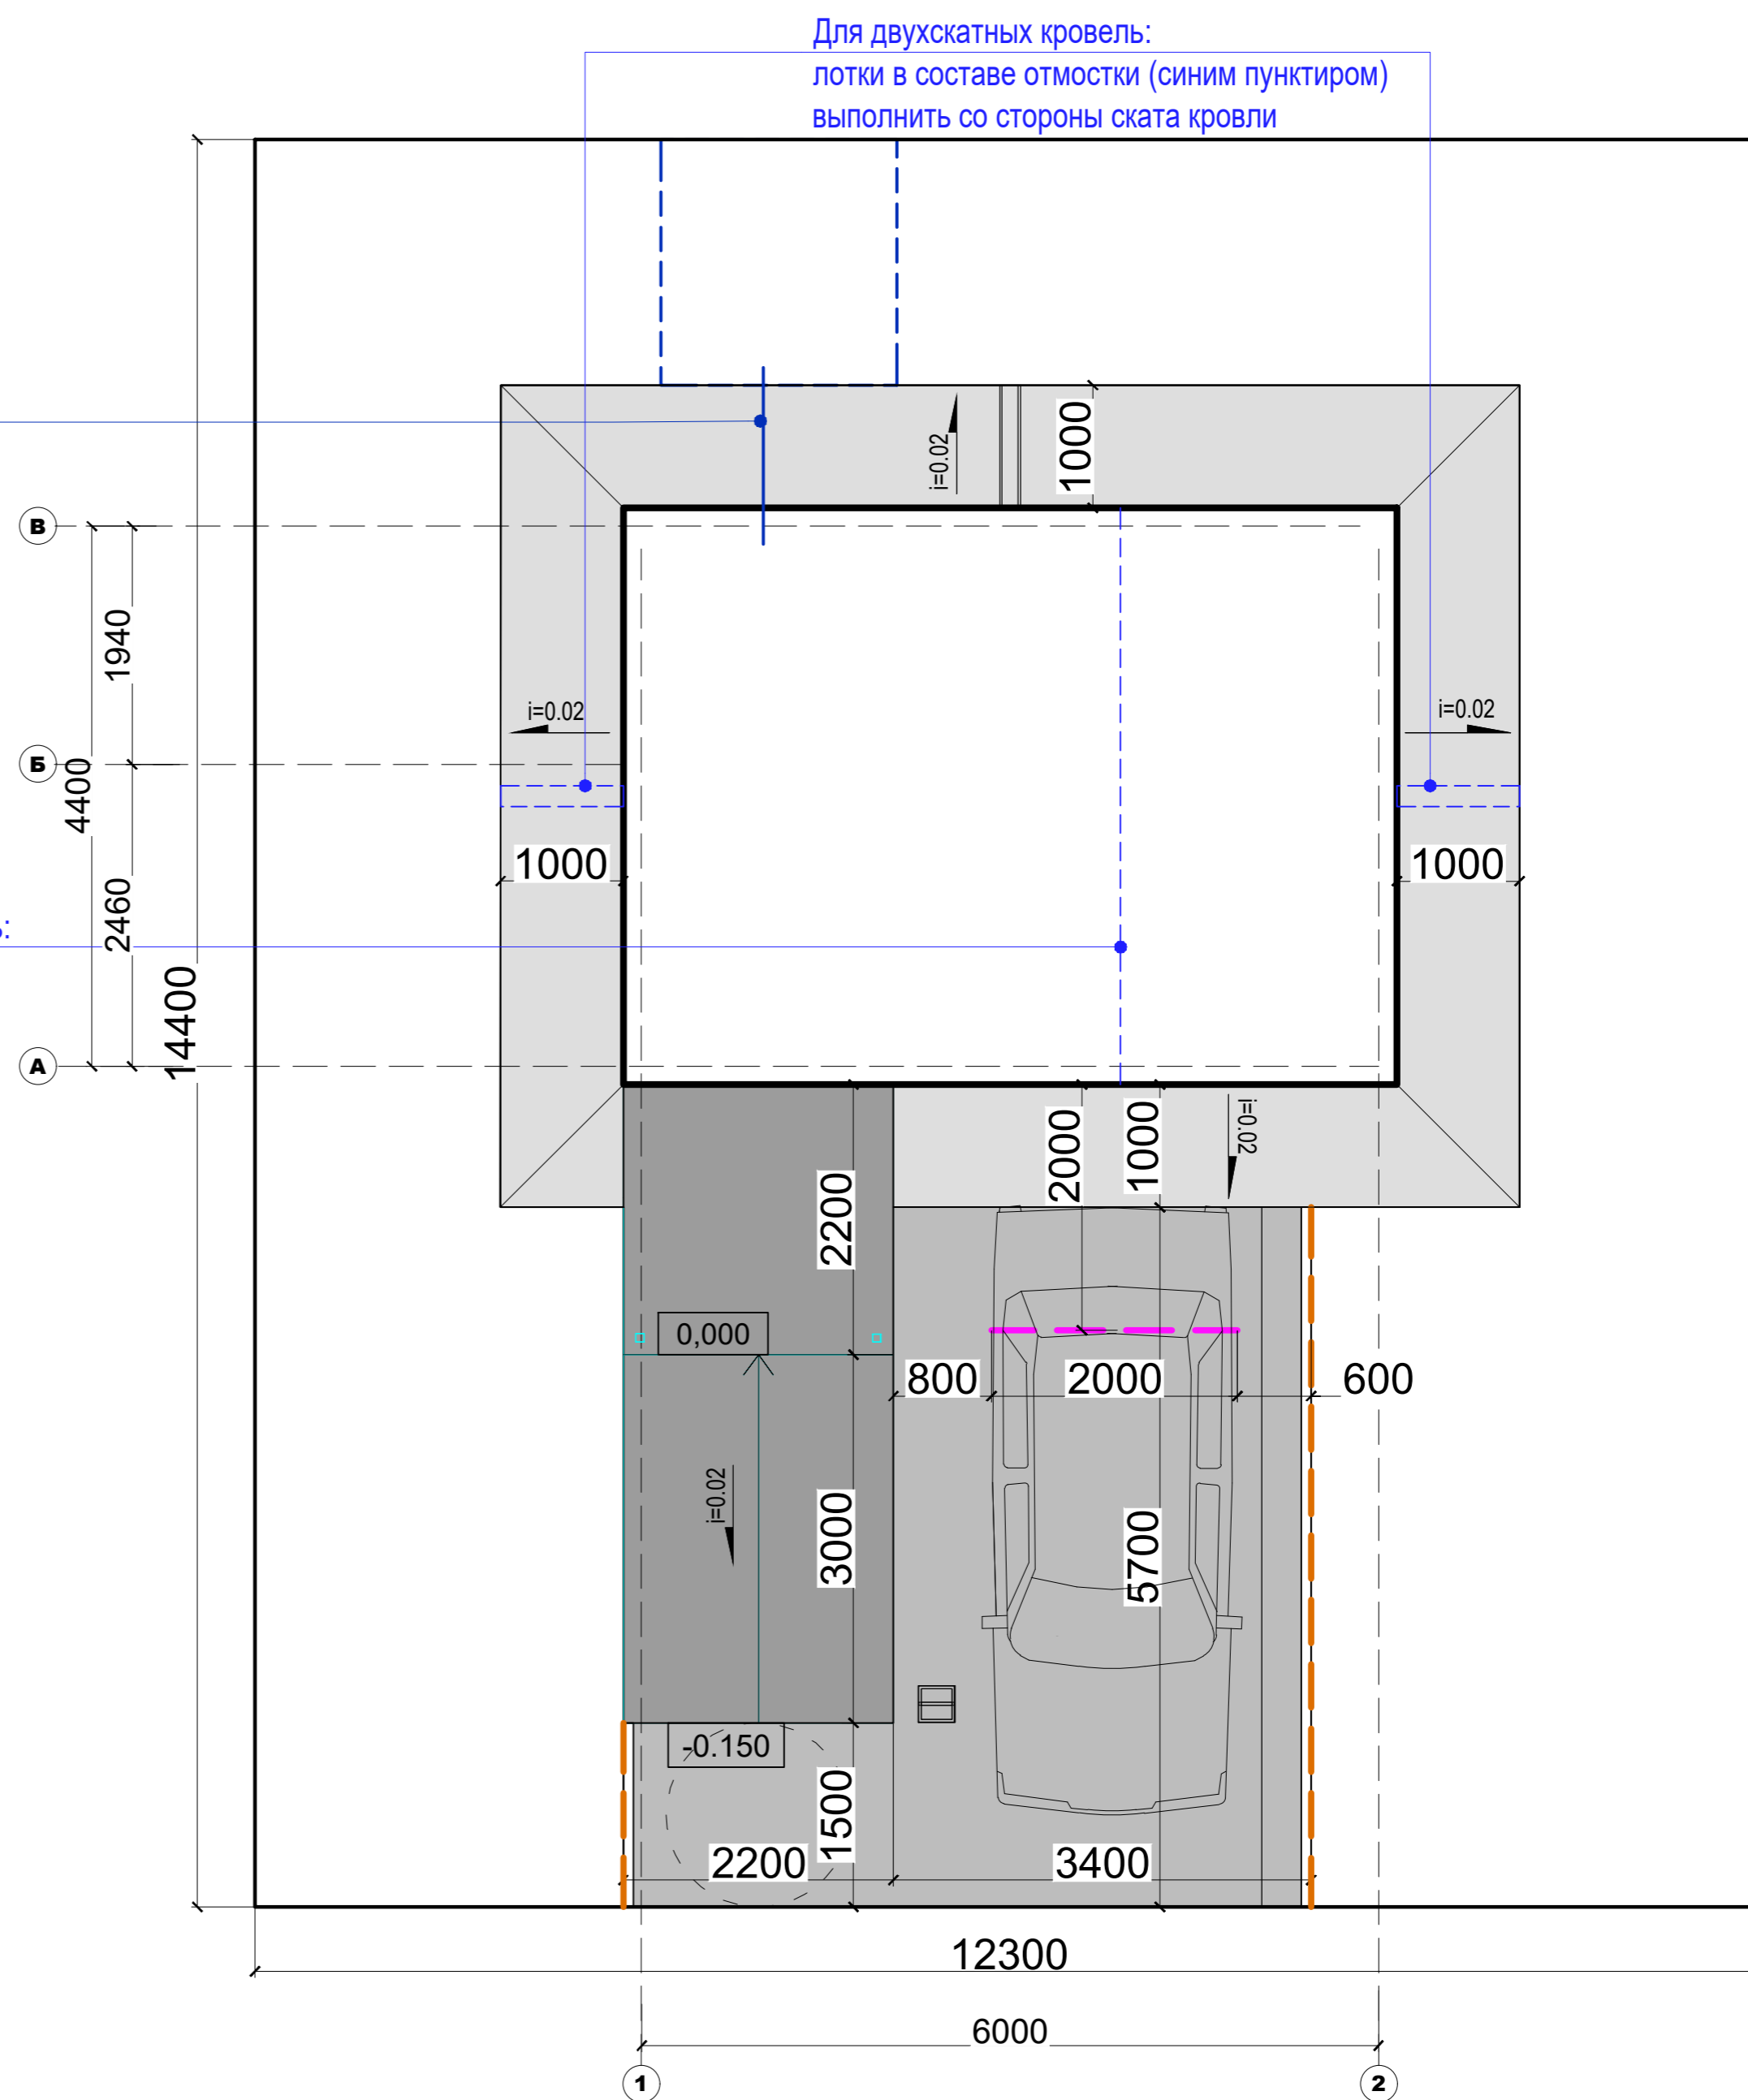 Для двухскатных кровель:
лотки в составе отмостки (синим пунктиром)
выполнить со стороны ската кровли
i=0.02
1000
В
1940
i=0.02
i=0.02
Б
4400
1000
1000
2460
:
14400
А
2000
1000
i=0.02
2200
0,000
800
2000
600
i=0.02
3000
5700
-0.150
1500
2200
3400
12300
6000
1
2